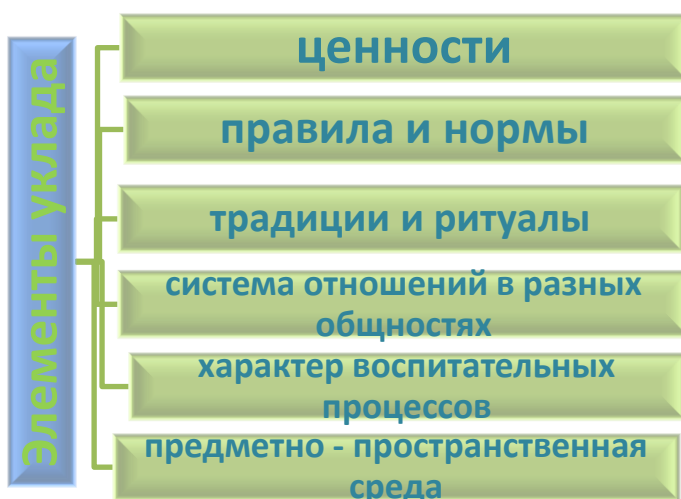 Элементы уклада
ценности
правила и нормы
традиции и ритуалы
система отношений в разных
общностях
характер воспитательных
процессов
предметно - пространственная
среда